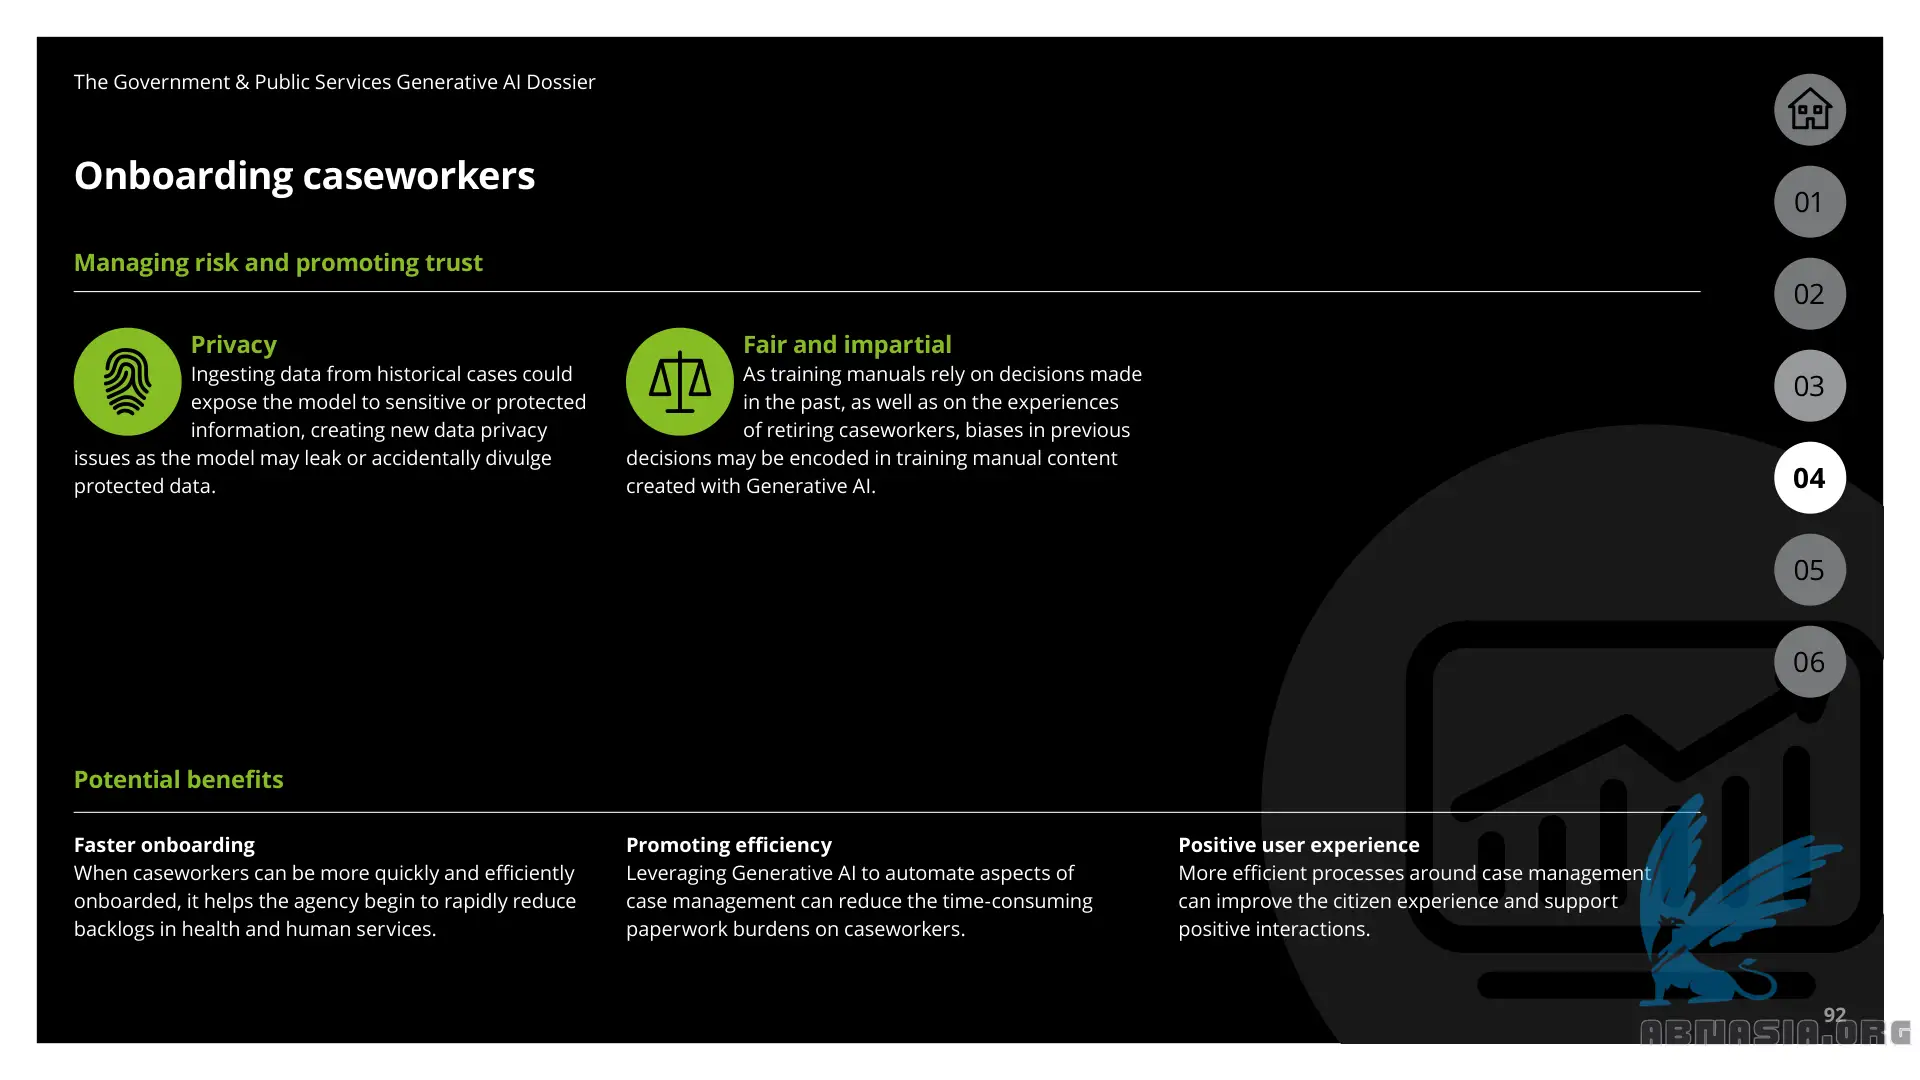 The Government & Public Services Generative AI Dossier
Onboarding caseworkers
Managing risk and promoting trust
Privacy
Ingesting data from historical cases could
expose the model to sensitive or protected
information, creating new data privacy
issues as the model may leak or accidentally divulge
protected data.
Fair and impartial
As training manuals rely on decisions made
in the past, as well as on the experiences
of retiring caseworkers, biases in previous
decisions may be encoded in training manual content
created with Generative AI.
Potential benefits
Faster onboarding
When caseworkers can be more quickly and efficiently
onboarded, it helps the agency begin to rapidly reduce
backlogs in health and human services.
Promoting efficiency
Leveraging Generative AI to automate aspects of
case management can reduce the time-consuming
paperwork burdens on caseworkers.
Positive user experience
More efficient processes around case management
can improve the citizen experience and support
positive interactions.
01
02
03
04
05
06
92
ABMASIA.ORG